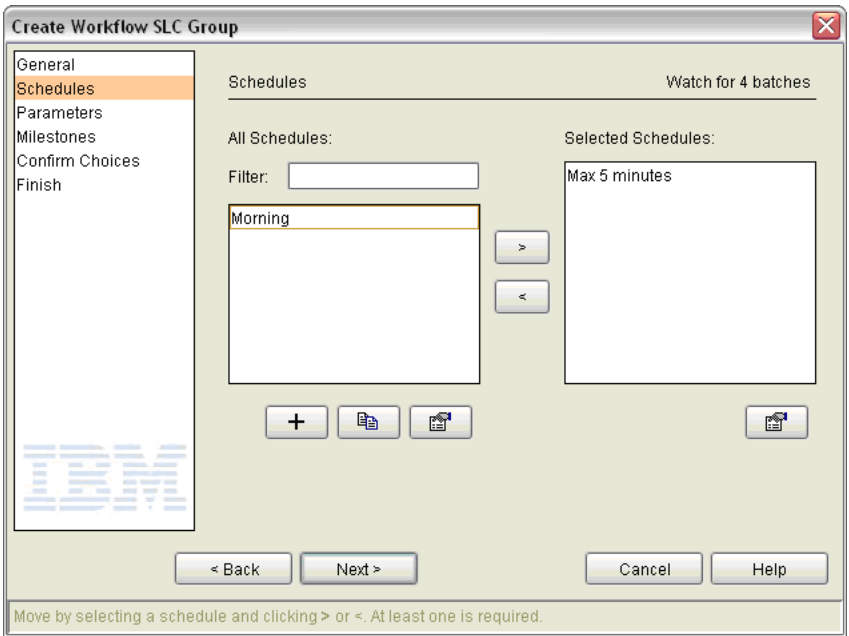 Create Workflow SLC Group
General
Schedules
Parameters
Milestones
Confirm Choices
Finish
IBM
Schedules
Watch for 4 batches
All Schedules:
Filter:
Morning
>
<
Selected Schedules:
Max 5 minutes
+
< Back
Next >
Cancel
Help
Move by selecting a schedule and clicking > or <. At least one is required.